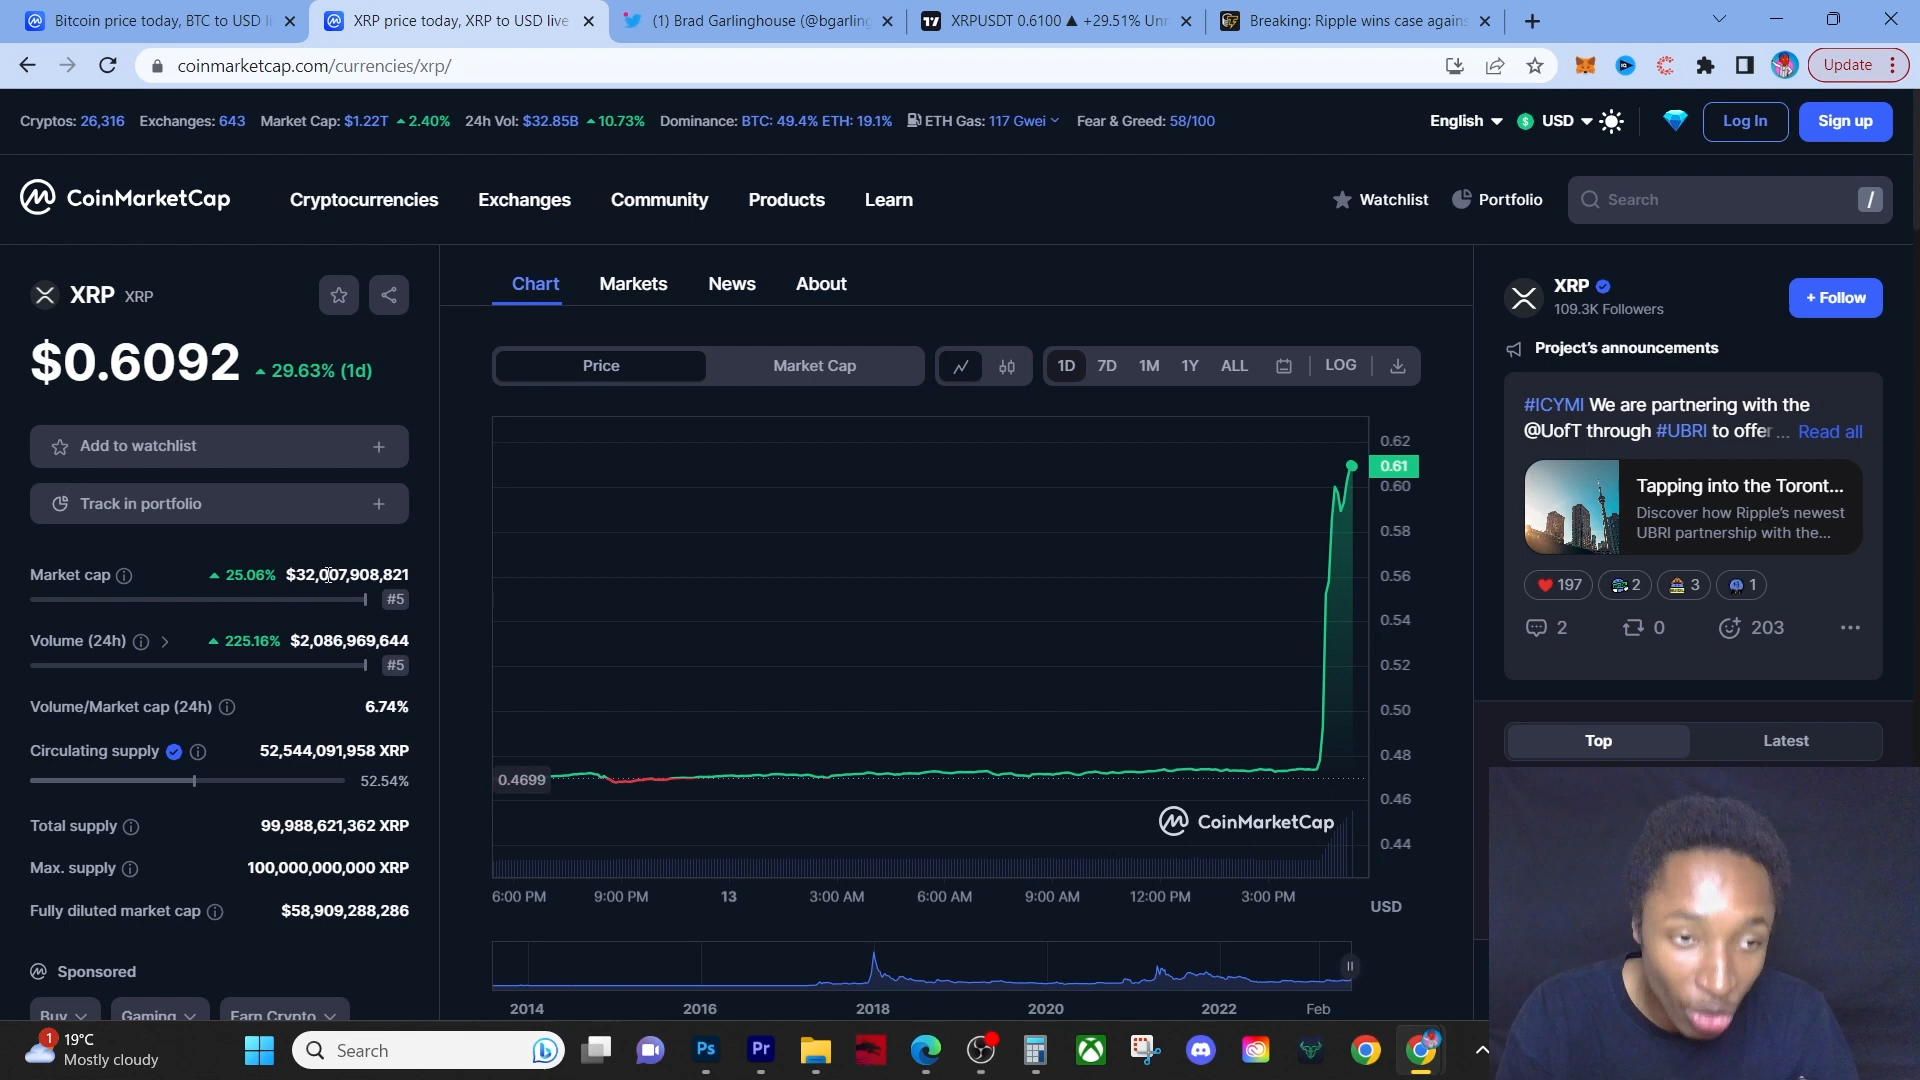 Bitcoin price today, BTC to USD li
XRP price today, XRP to USD live
(1) Brad Garlinghouse (@bgarling
XRPUSDT 0.6100 ▲ +29.51% Unn
Breaking: Ripple wins case agains
coinmarketcap.com/currencies/xrp/
Update
Cryptos: 26,316 Exchanges: 643 Market Cap: $1.22T 2.40% 24h Vol: $32.85B 10.73% Dominance: BTC: 49.4% ETH: 19.1% ETH Gas: 117 Gwei Fear & Greed: 58/100
English
USD
Log In
Sign up
CoinMarketCap
Cryptocurrencies
Exchanges
Community
Products
Learn
Watchlist
Portfolio
Search
/
XRP XRP
$0.6092 29.63% (1d)
Add to watchlist +
Track in portfolio +
Market cap 25.06% $32,007,908,821
#5
Volume (24h) 225.16% $2,086,969,644
#5
Volume/Market cap (24h) 6.74%
Circulating supply 52,544,091,958 XRP
52.54%
Total supply 99,988,621,362 XRP
Max. supply 100,000,000,000 XRP
Fully diluted market cap $58,909,288,286
Sponsored
Buy
Gaming
Earn Crypto
Chart
Markets
News
About
Price
Market Cap
1D 7D 1M 1Y ALL
LOG
0.62
0.61
0.60
0.58
0.56
0.54
0.52
0.50
0.48
0.46
0.44
0.4699
CoinMarketCap
6:00 PM 9:00 PM 13 3:00 AM 6:00 AM 9:00 AM 12:00 PM 3:00 PM
USD
2014 2016 2018 2020 2022 Feb
XRP
109.3K Followers
+ Follow
Project's announcements
#ICYMI We are partnering with the
@UofT through #UBRI to offer ... Read all
Tapping into the Toront...
Discover how Ripple's newest
UBRI partnership with the...
197
2
3
1
2
0
203
Top
Latest
1
19°C
Mostly cloudy
Search
Ps
Pr